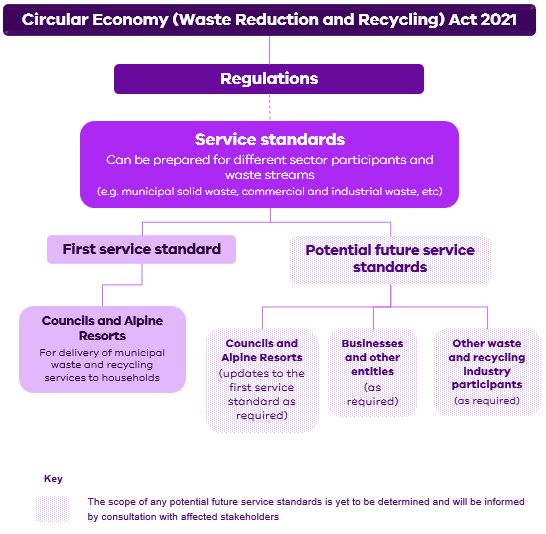 Circular Economy (Waste Reduction and Recycling) Act 2021
Regulations
Service standards
Can be prepared for different sector participants and
waste streams
(e.g. municipal solid waste, commercial and industrial waste, etc)
First service standard
Potential future service
standards
Councils and Alpine
Resorts
For delivery of municipal
waste and recycling
services to households
Councils and
Alpine Resorts
(updates to the
first service
standard as
required)
Businesses
and other
entities
(as
required)
Other waste
and recycling
industry
participants
(as required)
Key
The scope of any potential future service standards is yet to be determined and will be informed
by consultation with affected stakeholders